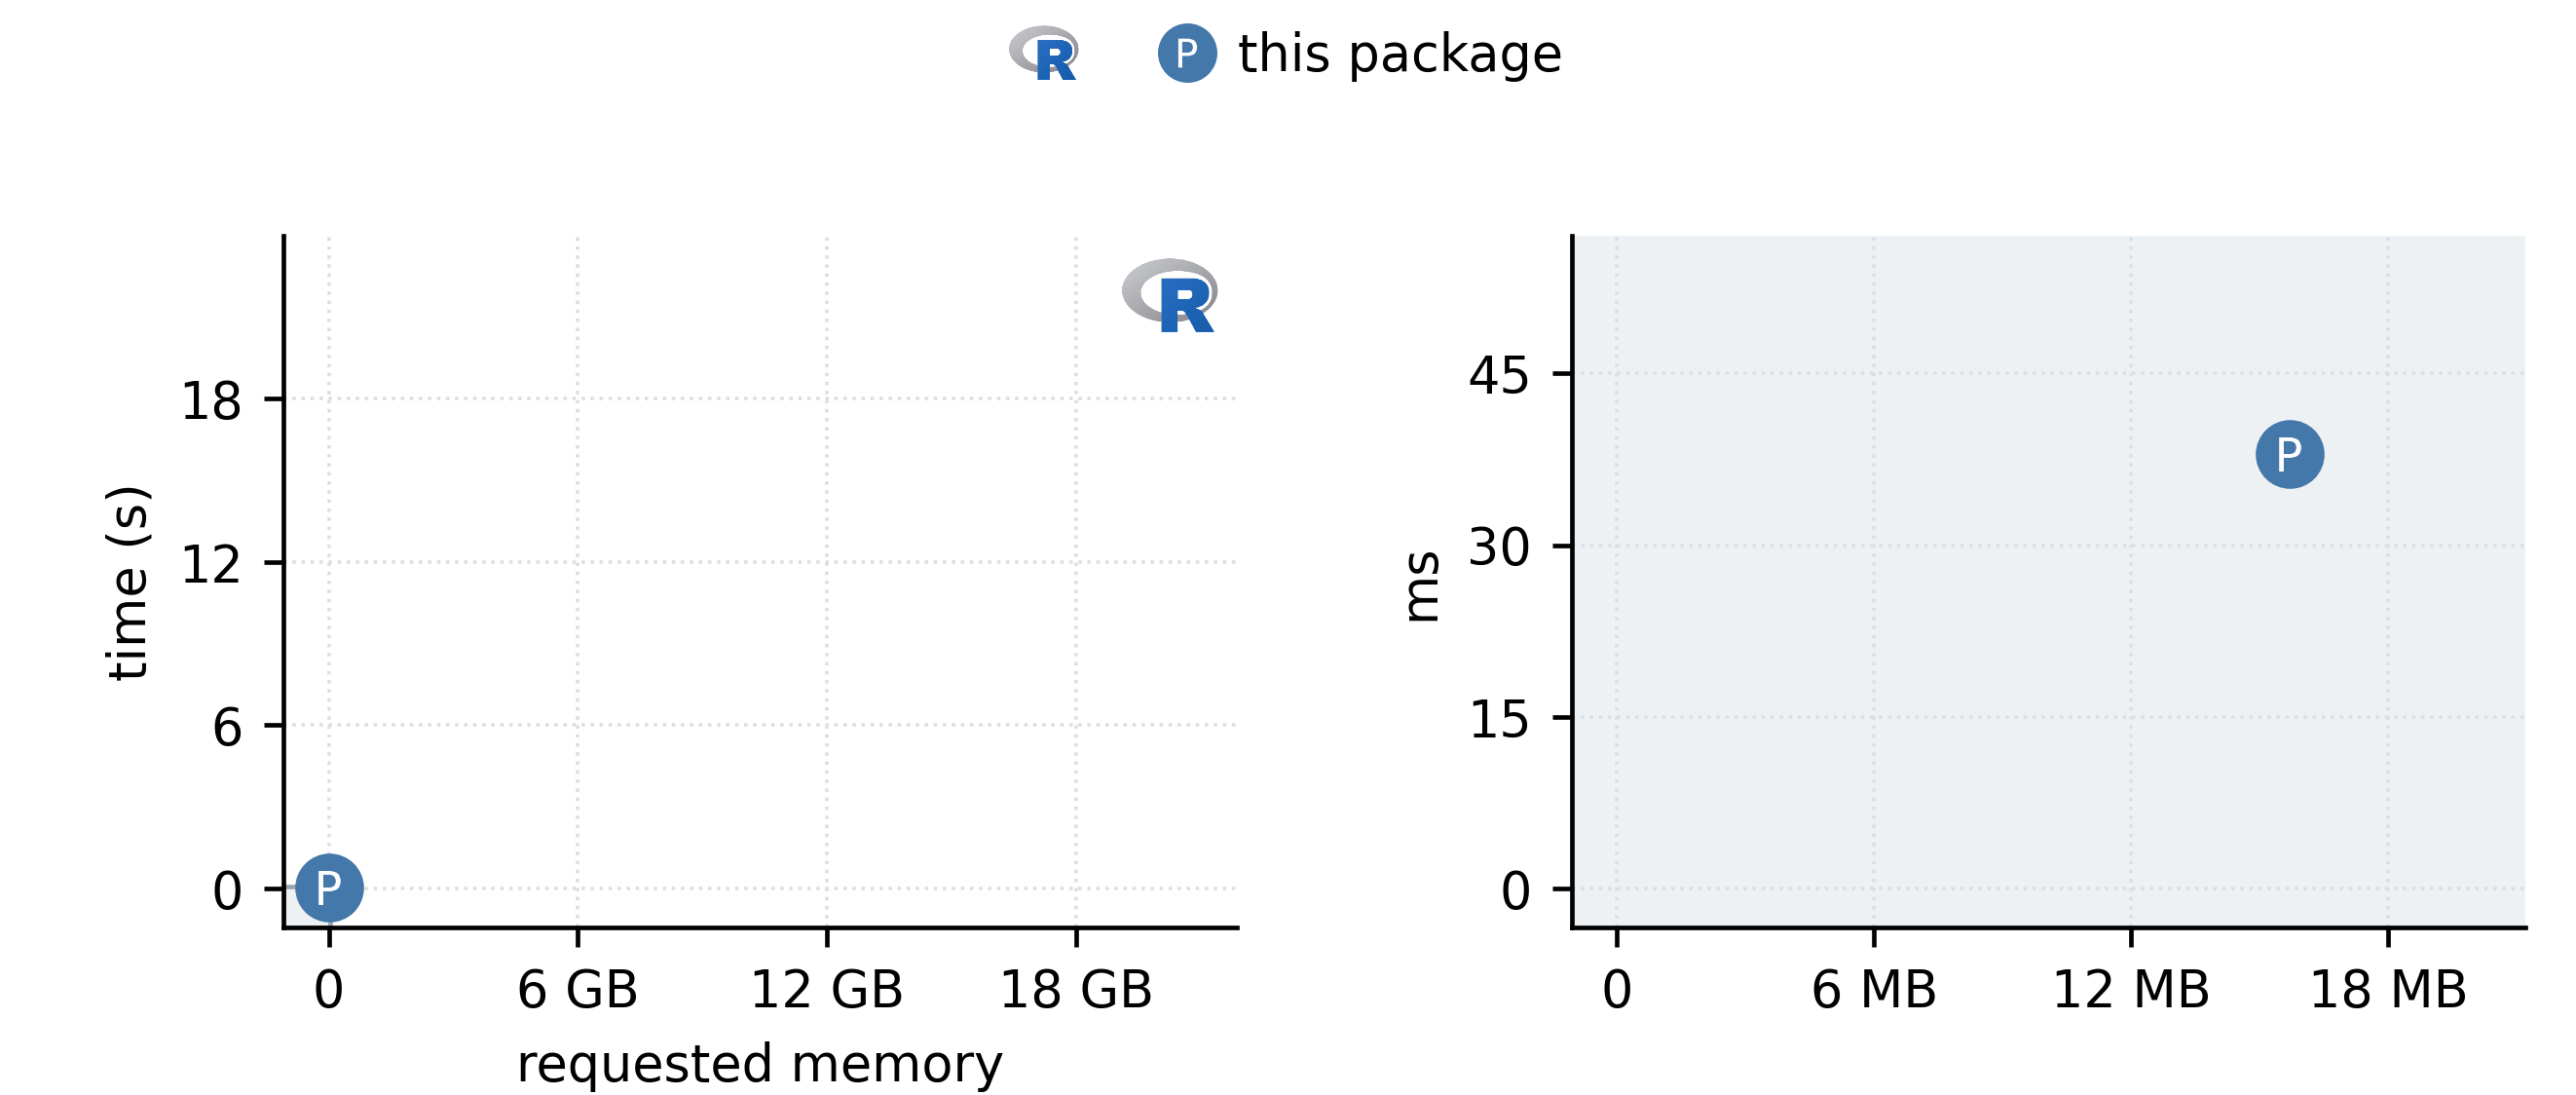 R P this package
R
18
12
6
0
time (s)
P
0 6 GB 12 GB 18 GB
requested memory
45
30
15
0
ms
P
0 6 MB 12 MB 18 MB